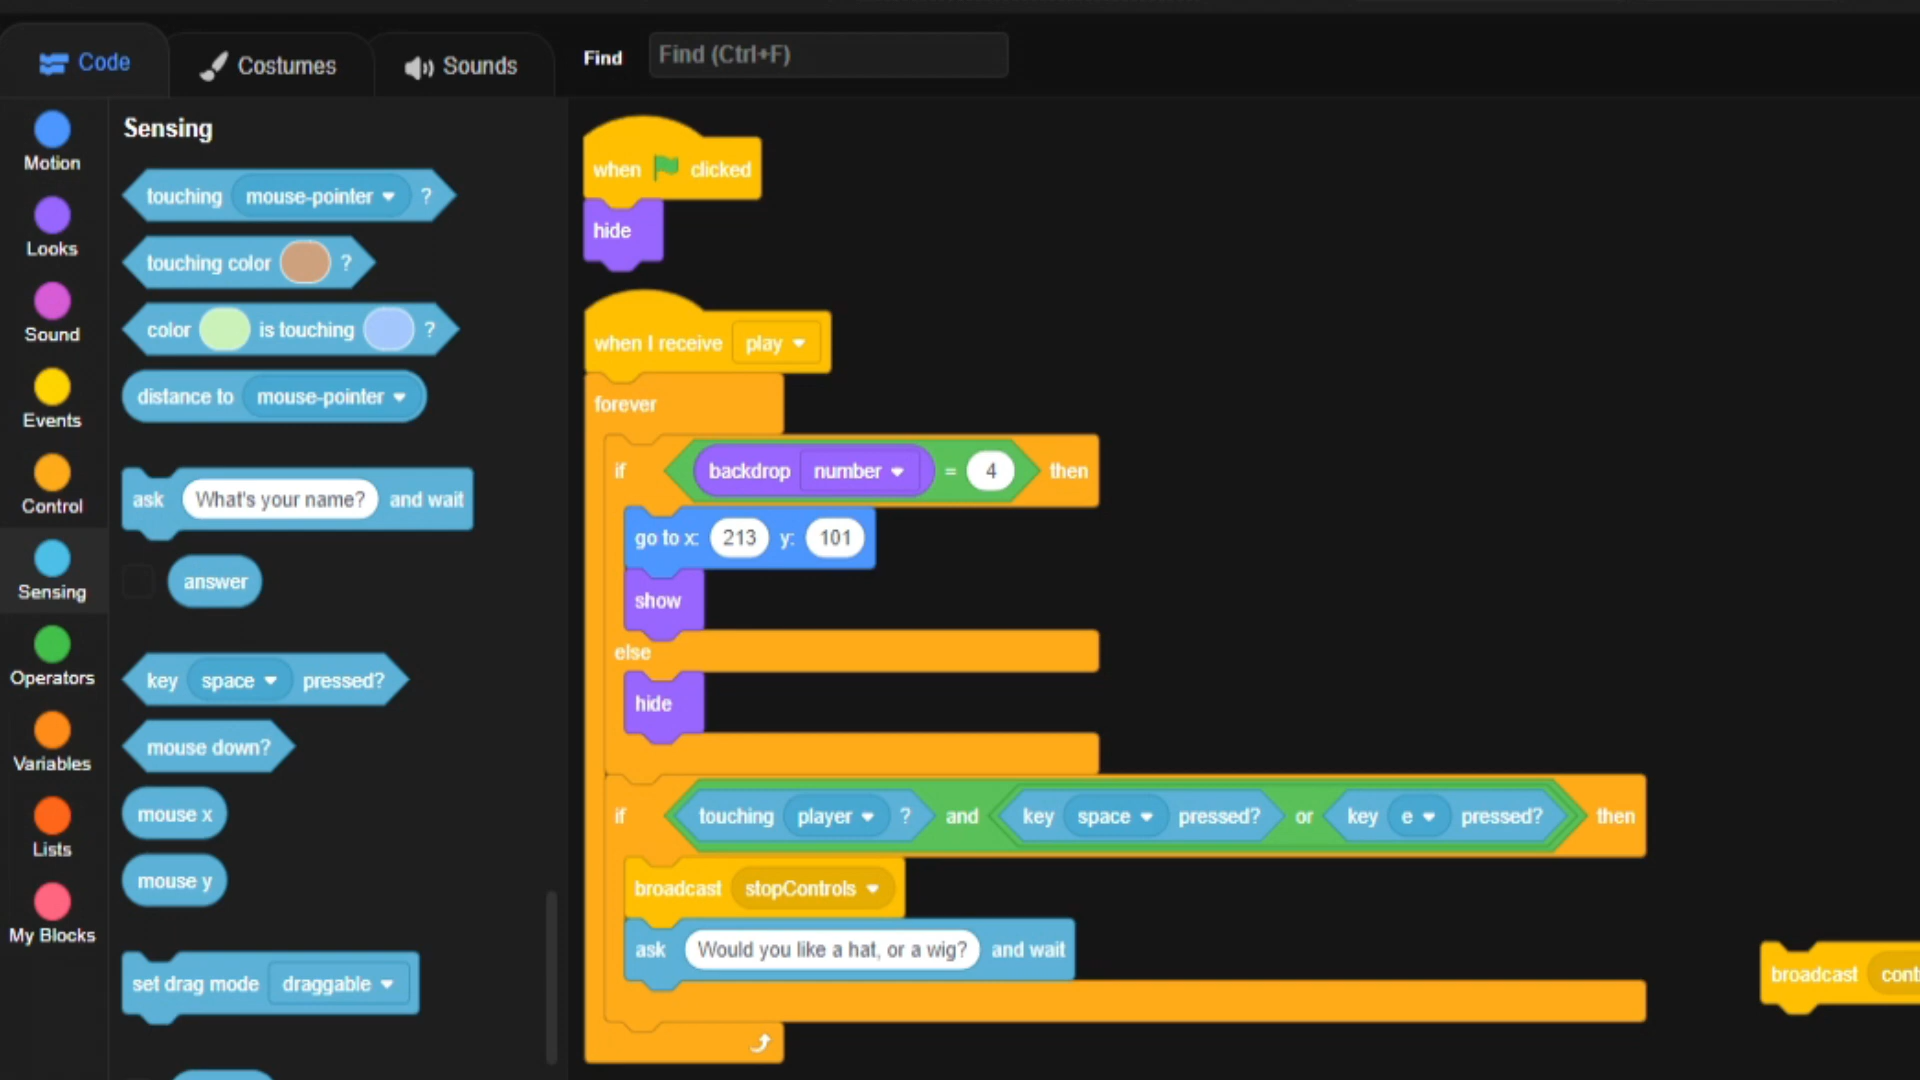 Code
Costumes
Sounds
Find
Find (Ctrl+F)
Motion
Looks
Sound
Events
Control
Sensing
Operators
Variables
Lists
My Blocks
Sensing
touching mouse-pointer ?
touching color ?
color is touching ?
distance to mouse-pointer
ask What's your name? and wait
answer
key space pressed?
mouse down?
mouse x
mouse y
set drag mode draggable
when clicked
hide
when I receive play
forever
if backdrop number = 4 then
go to x: 213 y: 101
show
else
hide
if touching player ? and key space pressed? or key e pressed? then
broadcast stopControls
ask Would you like a hat, or a wig? and wait
broadcast cont